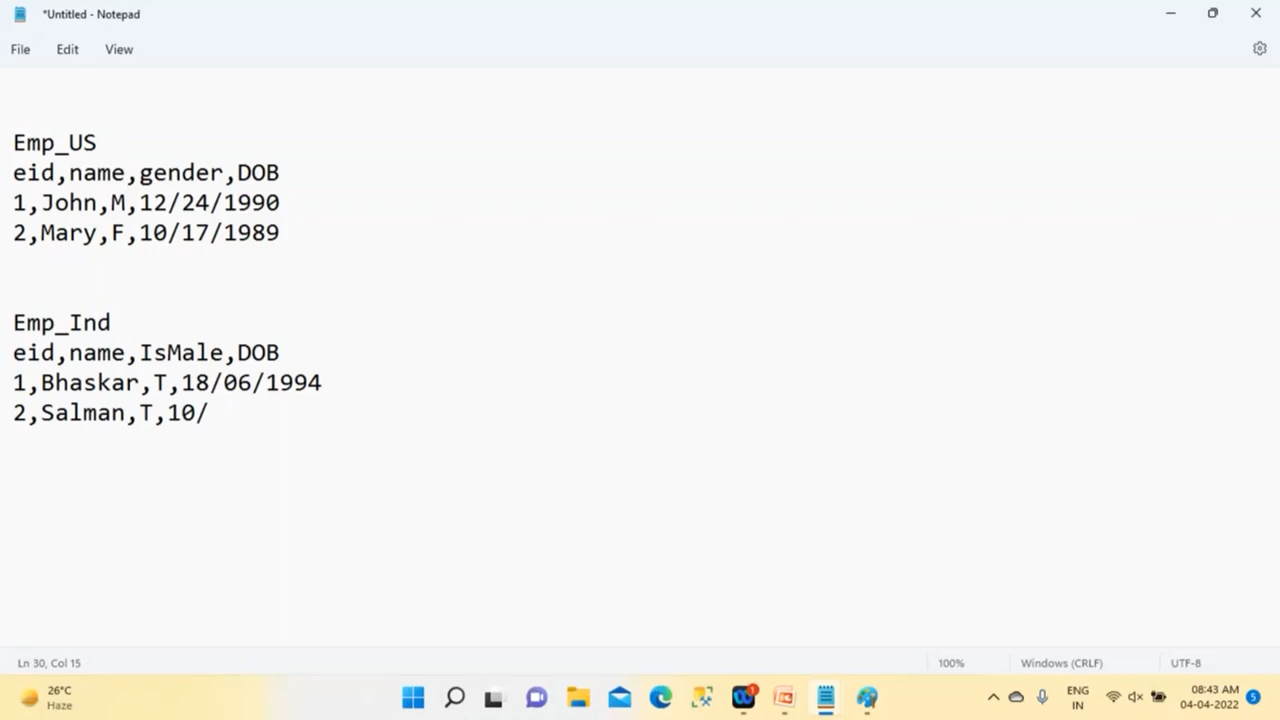 *Untitled - Notepad
File Edit View
Emp_US
eid,name,gender,DOB
1,John,M,12/24/1990
2,Mary,F,10/17/1989
Emp_Ind
eid,name,IsMale,DOB
1,Bhaskar,T,18/06/1994
2,Salman,T,10/
Ln 30, Col 15 100% Windows (CRLF) UTF-8
26°C
Haze
1
ENG
IN
08:43 AM
04-04-2022
5